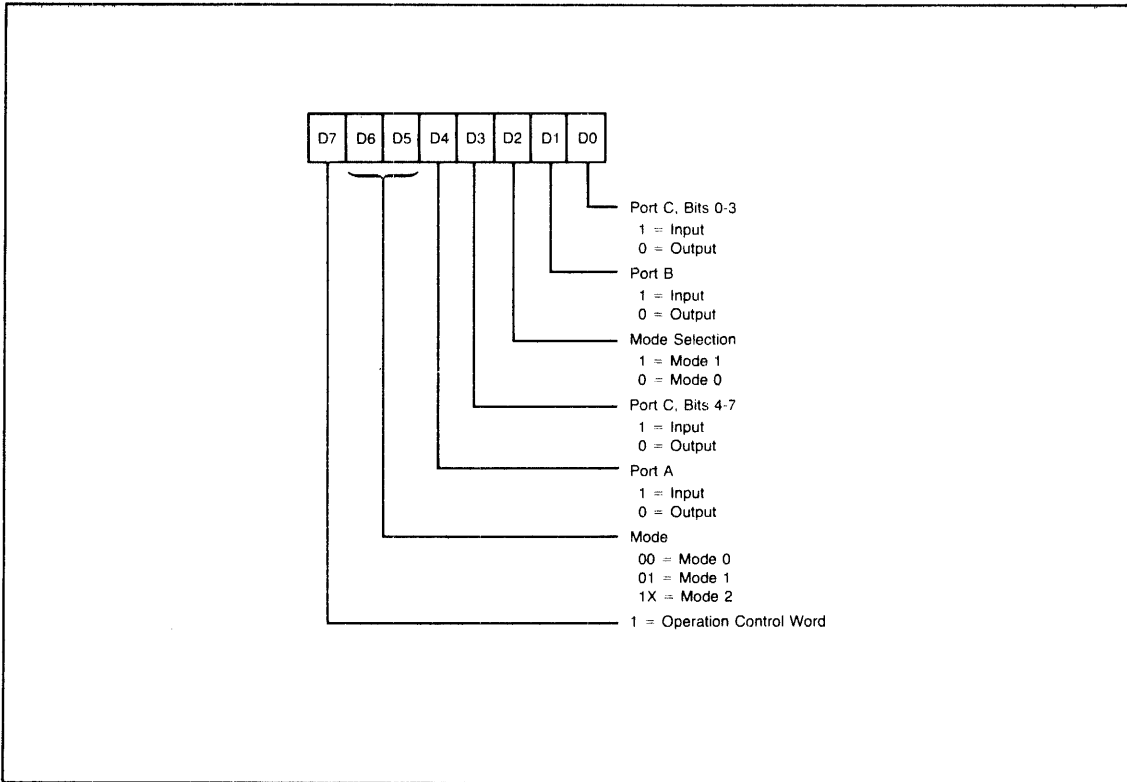 D7 D6 D5 D4 D3 D2 D1 D0
Port C, Bits 0-3
1 = Input
0 = Output
Port B
1 = Input
0 = Output
Mode Selection
1 = Mode 1
0 = Mode 0
Port C, Bits 4-7
1 = Input
0 = Output
Port A
1 = Input
0 = Output
Mode
00 = Mode 0
01 = Mode 1
1X = Mode 2
1 = Operation Control Word